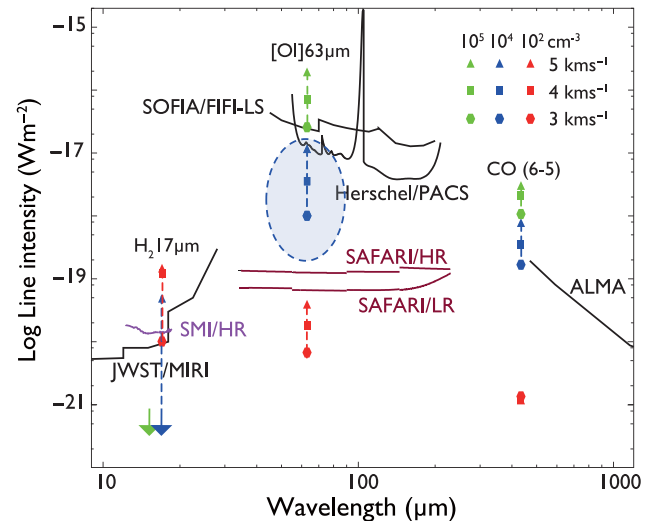 −15
−17
−19
−21
Log Line intensity (Wm⁻²)
10
100
1000
Wavelength (μm)
[OI]63μm
10⁵ 10⁴ 10² cm⁻³
5 kms⁻¹
4 kms⁻¹
3 kms⁻¹
SOFIA/FIFI-LS
Herschel/PACS
CO (6-5)
H₂17μm
SAFARI/HR
SAFARI/LR
SMI/HR
ALMA
JWST/MIRI